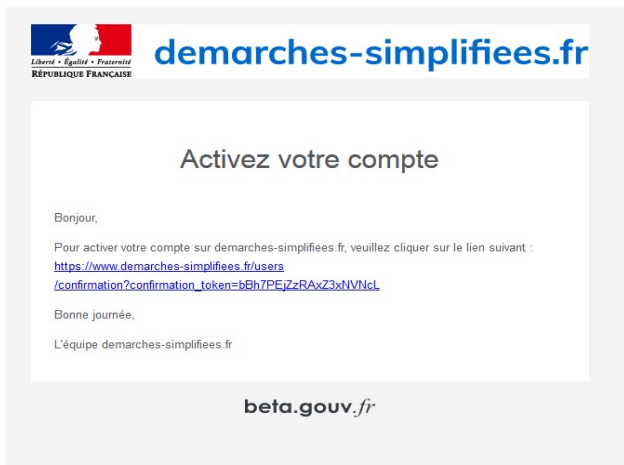 Liberté • Égalité • Fraternité
RÉPUBLIQUE FRANÇAISE
demarches-simplifiees.fr
Activez votre compte
Bonjour,
Pour activer votre compte sur demarches-simplifiees.fr, veuillez cliquer sur le lien suivant :
https://www.demarches-simplifiees.fr/users
/confirmation?confirmation_token=bBh7PEjZzRAxZ3xNVNcL
Bonne journée,
L'équipe demarches-simplifiees.fr
beta.gouv.fr